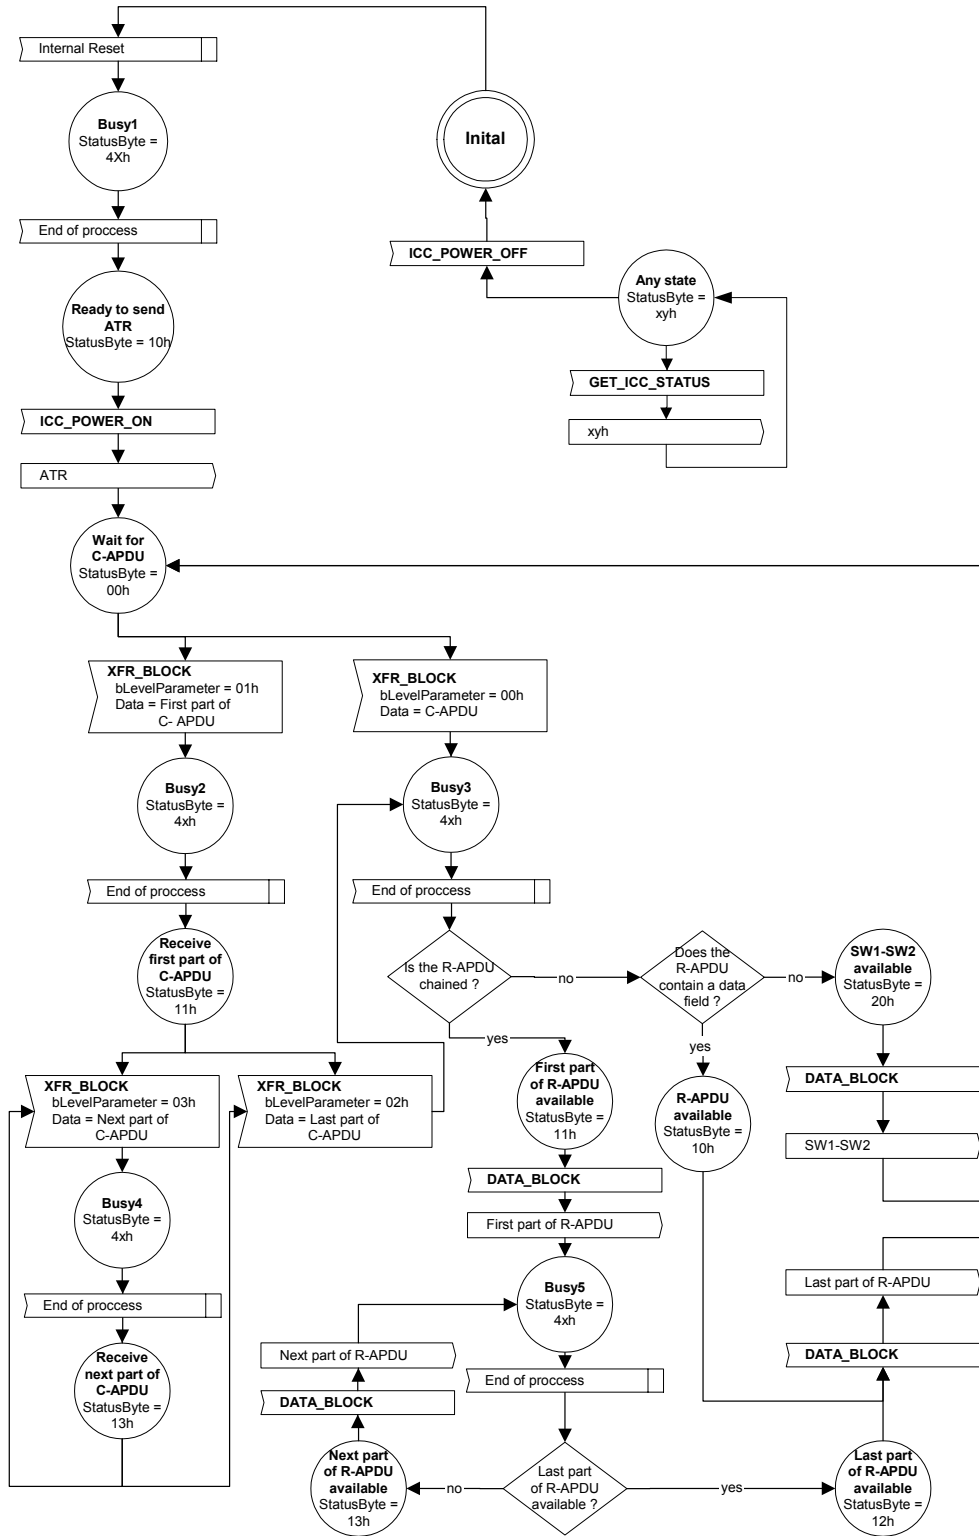 Internal Reset
Busy1
StatusByte =
4Xh
Inital
End of proccess
ICC_POWER_OFF
Any state
StatusByte =
xyh
Ready to send
ATR
StatusByte = 10h
GET_ICC_STATUS
xyh
ICC_POWER_ON
ATR
Wait for
C-APDU
StatusByte =
00h
XFR_BLOCK
bLevelParameter = 01h
Data = First part of
C- APDU
XFR_BLOCK
bLevelParameter = 00h
Data = C-APDU
Busy2
StatusByte =
4xh
Busy3
StatusByte =
4xh
End of proccess
End of proccess
Receive
first part of
C-APDU
StatusByte =
11h
Is the R-APDU
chained ?
no
Does the
R-APDU
contain a data
field ?
no
SW1-SW2
available
StatusByte =
20h
yes
yes
XFR_BLOCK
bLevelParameter = 03h
Data = Next part of
C-APDU
XFR_BLOCK
bLevelParameter = 02h
Data = Last part of
C-APDU
First part
of R-APDU
available
StatusByte =
11h
R-APDU
available
StatusByte =
10h
DATA_BLOCK
SW1-SW2
DATA_BLOCK
First part of R-APDU
Busy4
StatusByte =
4xh
End of proccess
Busy5
StatusByte =
4xh
Last part of R-APDU
Next part of R-APDU
DATA_BLOCK
End of proccess
DATA_BLOCK
Receive
next part of
C-APDU
StatusByte =
13h
Next part
of R-APDU
available
StatusByte =
13h
no
Last part
of R-APDU
available ?
yes
Last part
of R-APDU
available
StatusByte =
12h